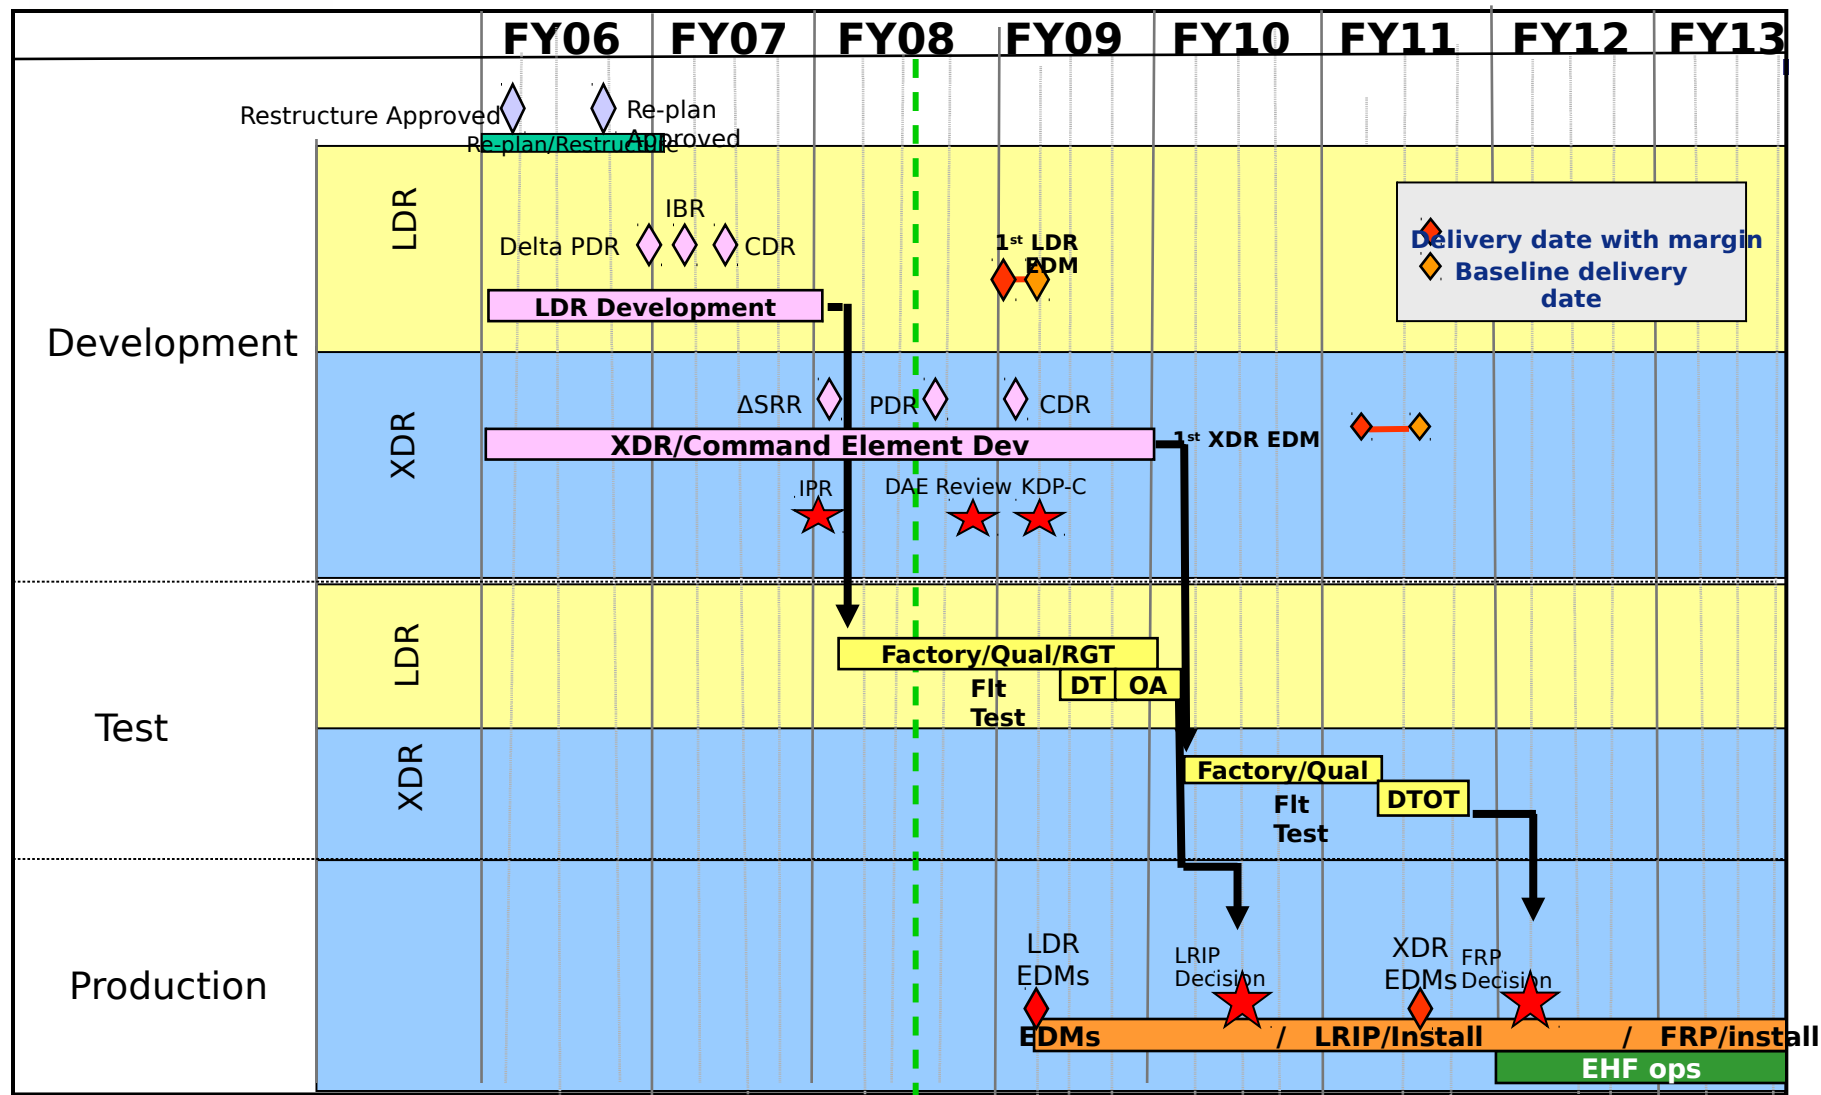 FY06 FY07 FY08 FY09 FY10 FY11 FY12 FY13
Restructure Approved
Re-plan
Approved
Re-plan/Restructure
Development
LDR
IBR
Delta PDR
CDR
1st LDR
EDM
Delivery date with margin
Baseline delivery
date
LDR Development
XDR
ΔSRR
PDR
CDR
XDR/Command Element Dev
1st XDR EDM
IPR
DAE Review
KDP-C
Test
LDR
Factory/Qual/RGT
Flt
Test
DT
OA
XDR
Factory/Qual
Flt
Test
DTOT
Production
LDR
EDMs
LRIP
Decision
XDR
EDMs
FRP
Decision
EDMs / LRIP/Install / FRP/install
EHF ops